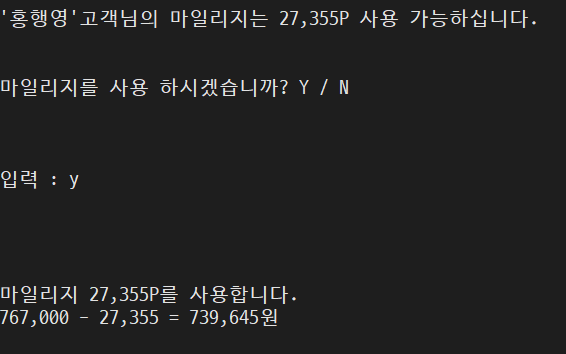 '홍행영'고객님의 마일리지는 27,355P 사용 가능하십니다.
마일리지를 사용 하시겠습니까? Y / N
입력 : y
마일리지 27,355P를 사용합니다.
767,000 - 27,355 = 739,645원